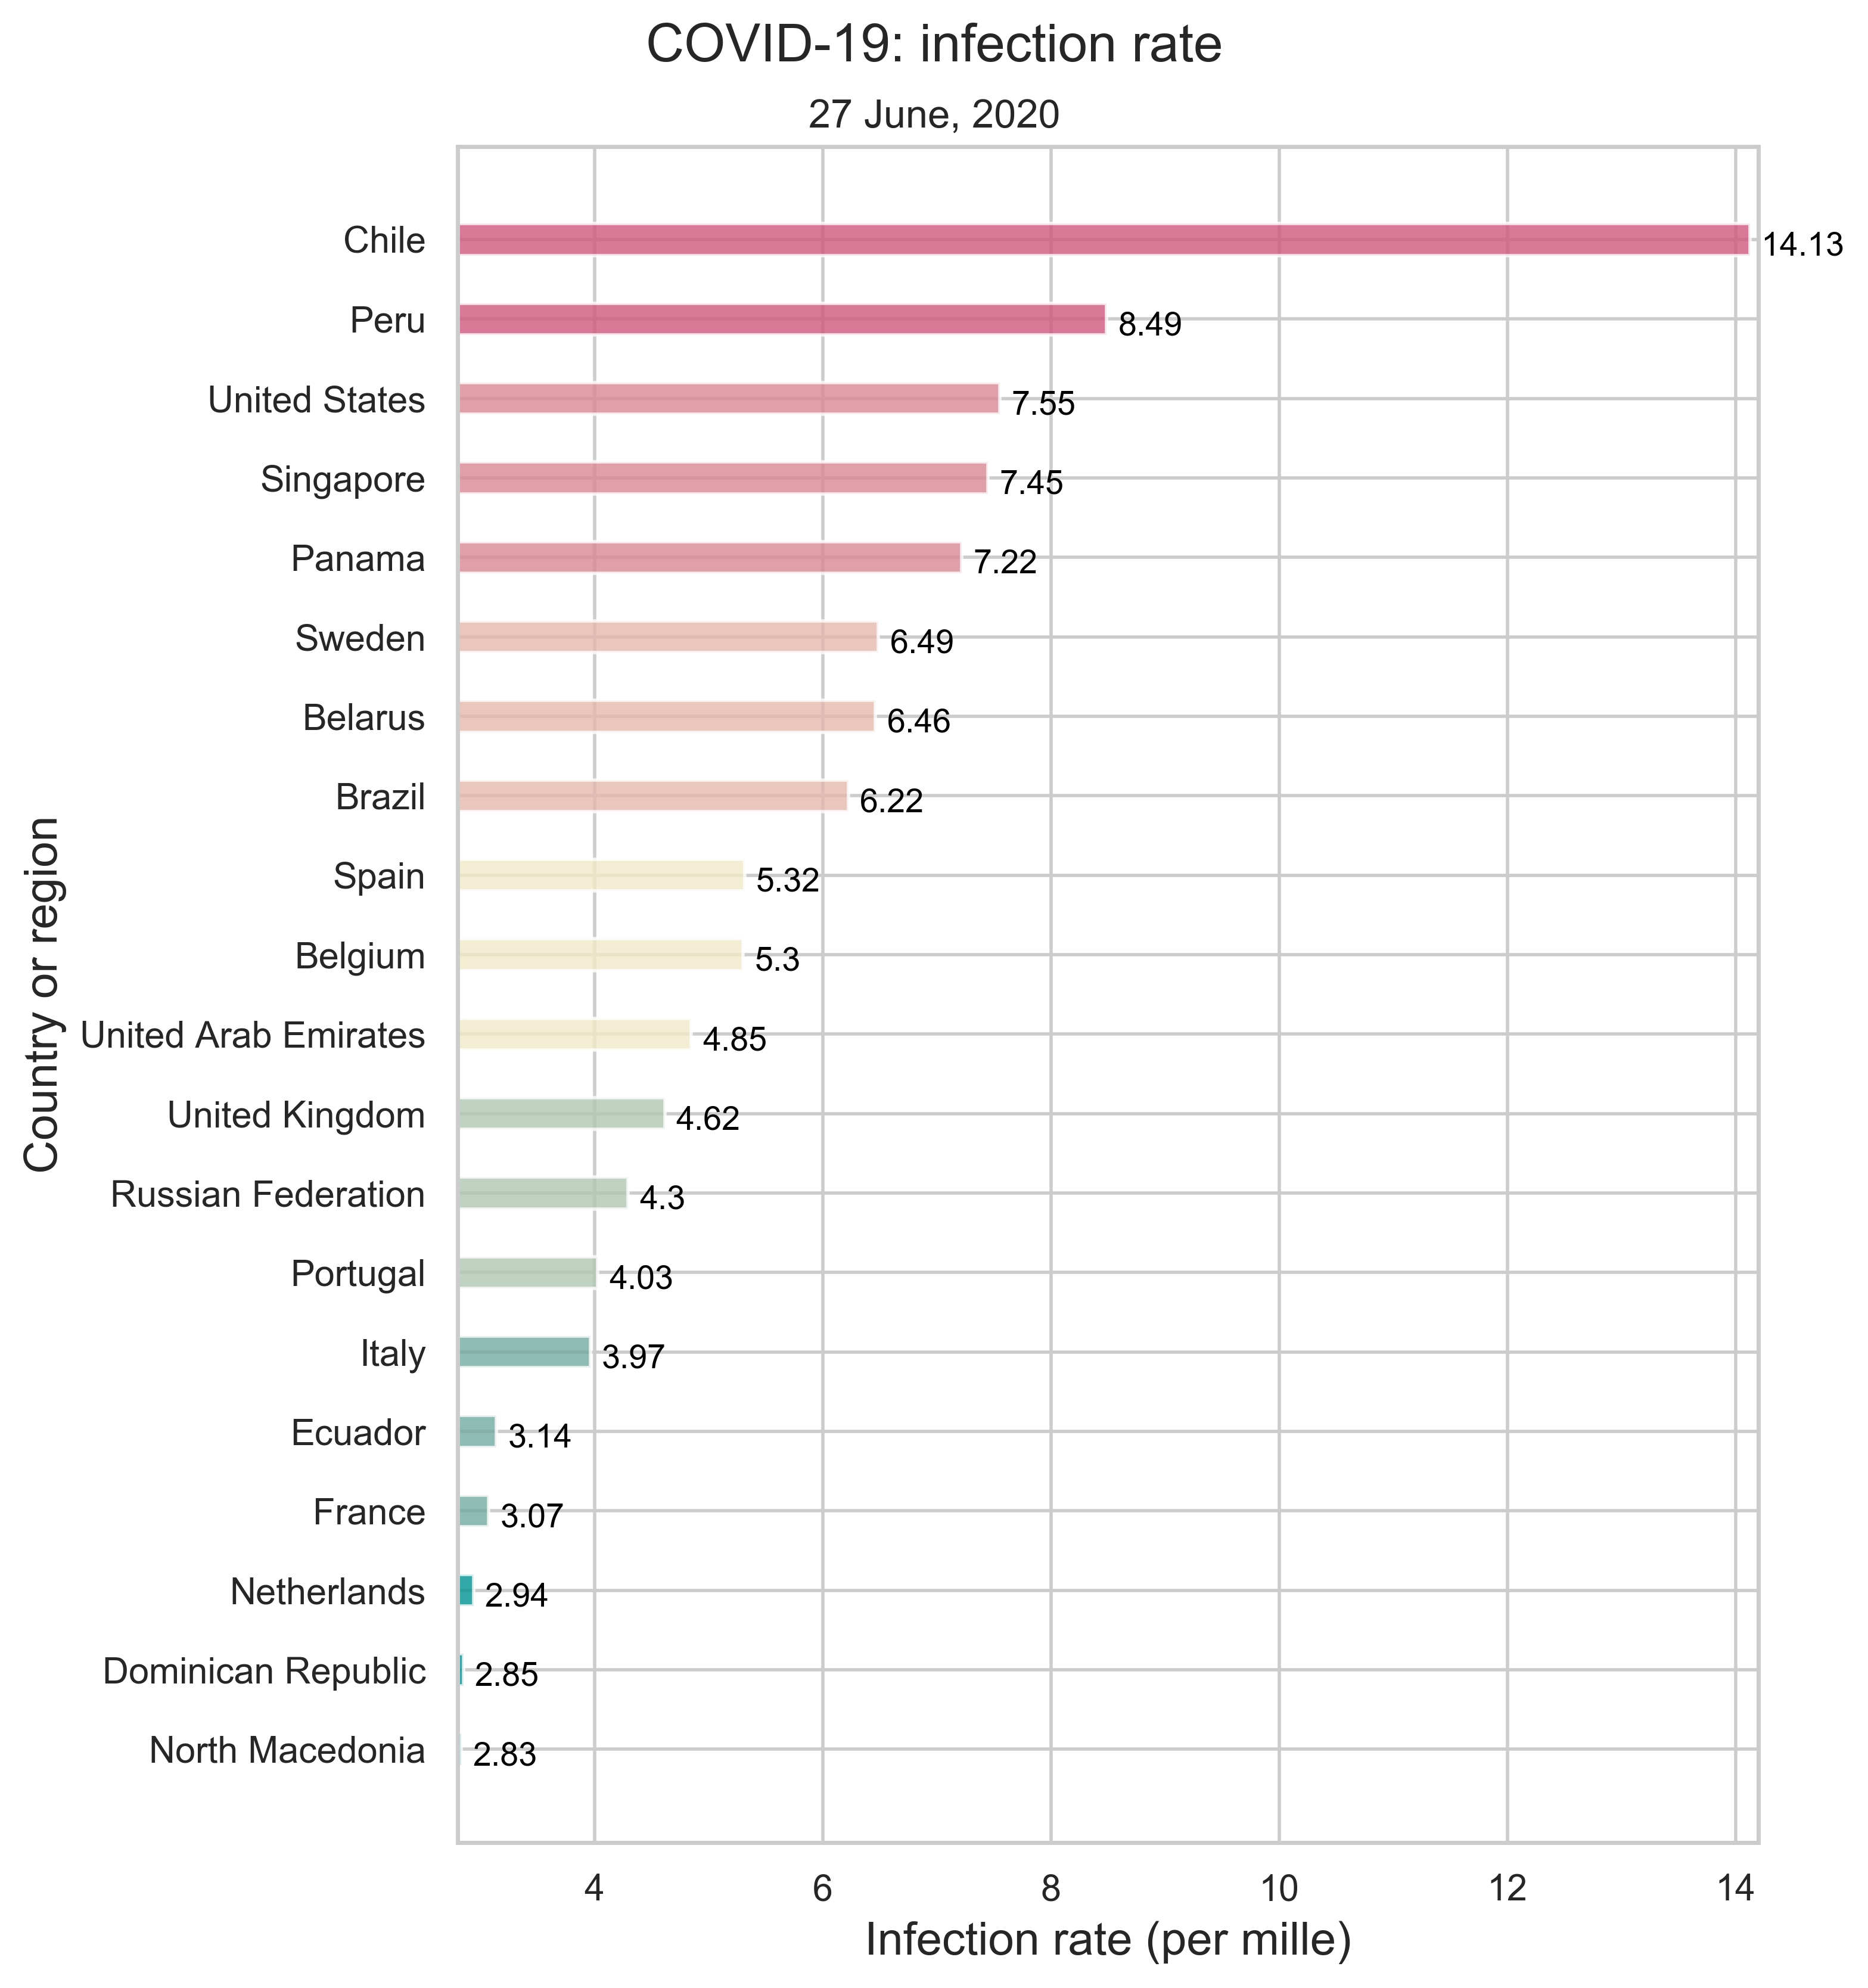 COVID-19: infection rate
27 June, 2020
Country or region
Chile 14.13
Peru 8.49
United States 7.55
Singapore 7.45
Panama 7.22
Sweden 6.49
Belarus 6.46
Brazil 6.22
Spain 5.32
Belgium 5.3
United Arab Emirates 4.85
United Kingdom 4.62
Russian Federation 4.3
Portugal 4.03
Italy 3.97
Ecuador 3.14
France 3.07
Netherlands 2.94
Dominican Republic 2.85
North Macedonia 2.83
4 6 8 10 12 14
Infection rate (per mille)